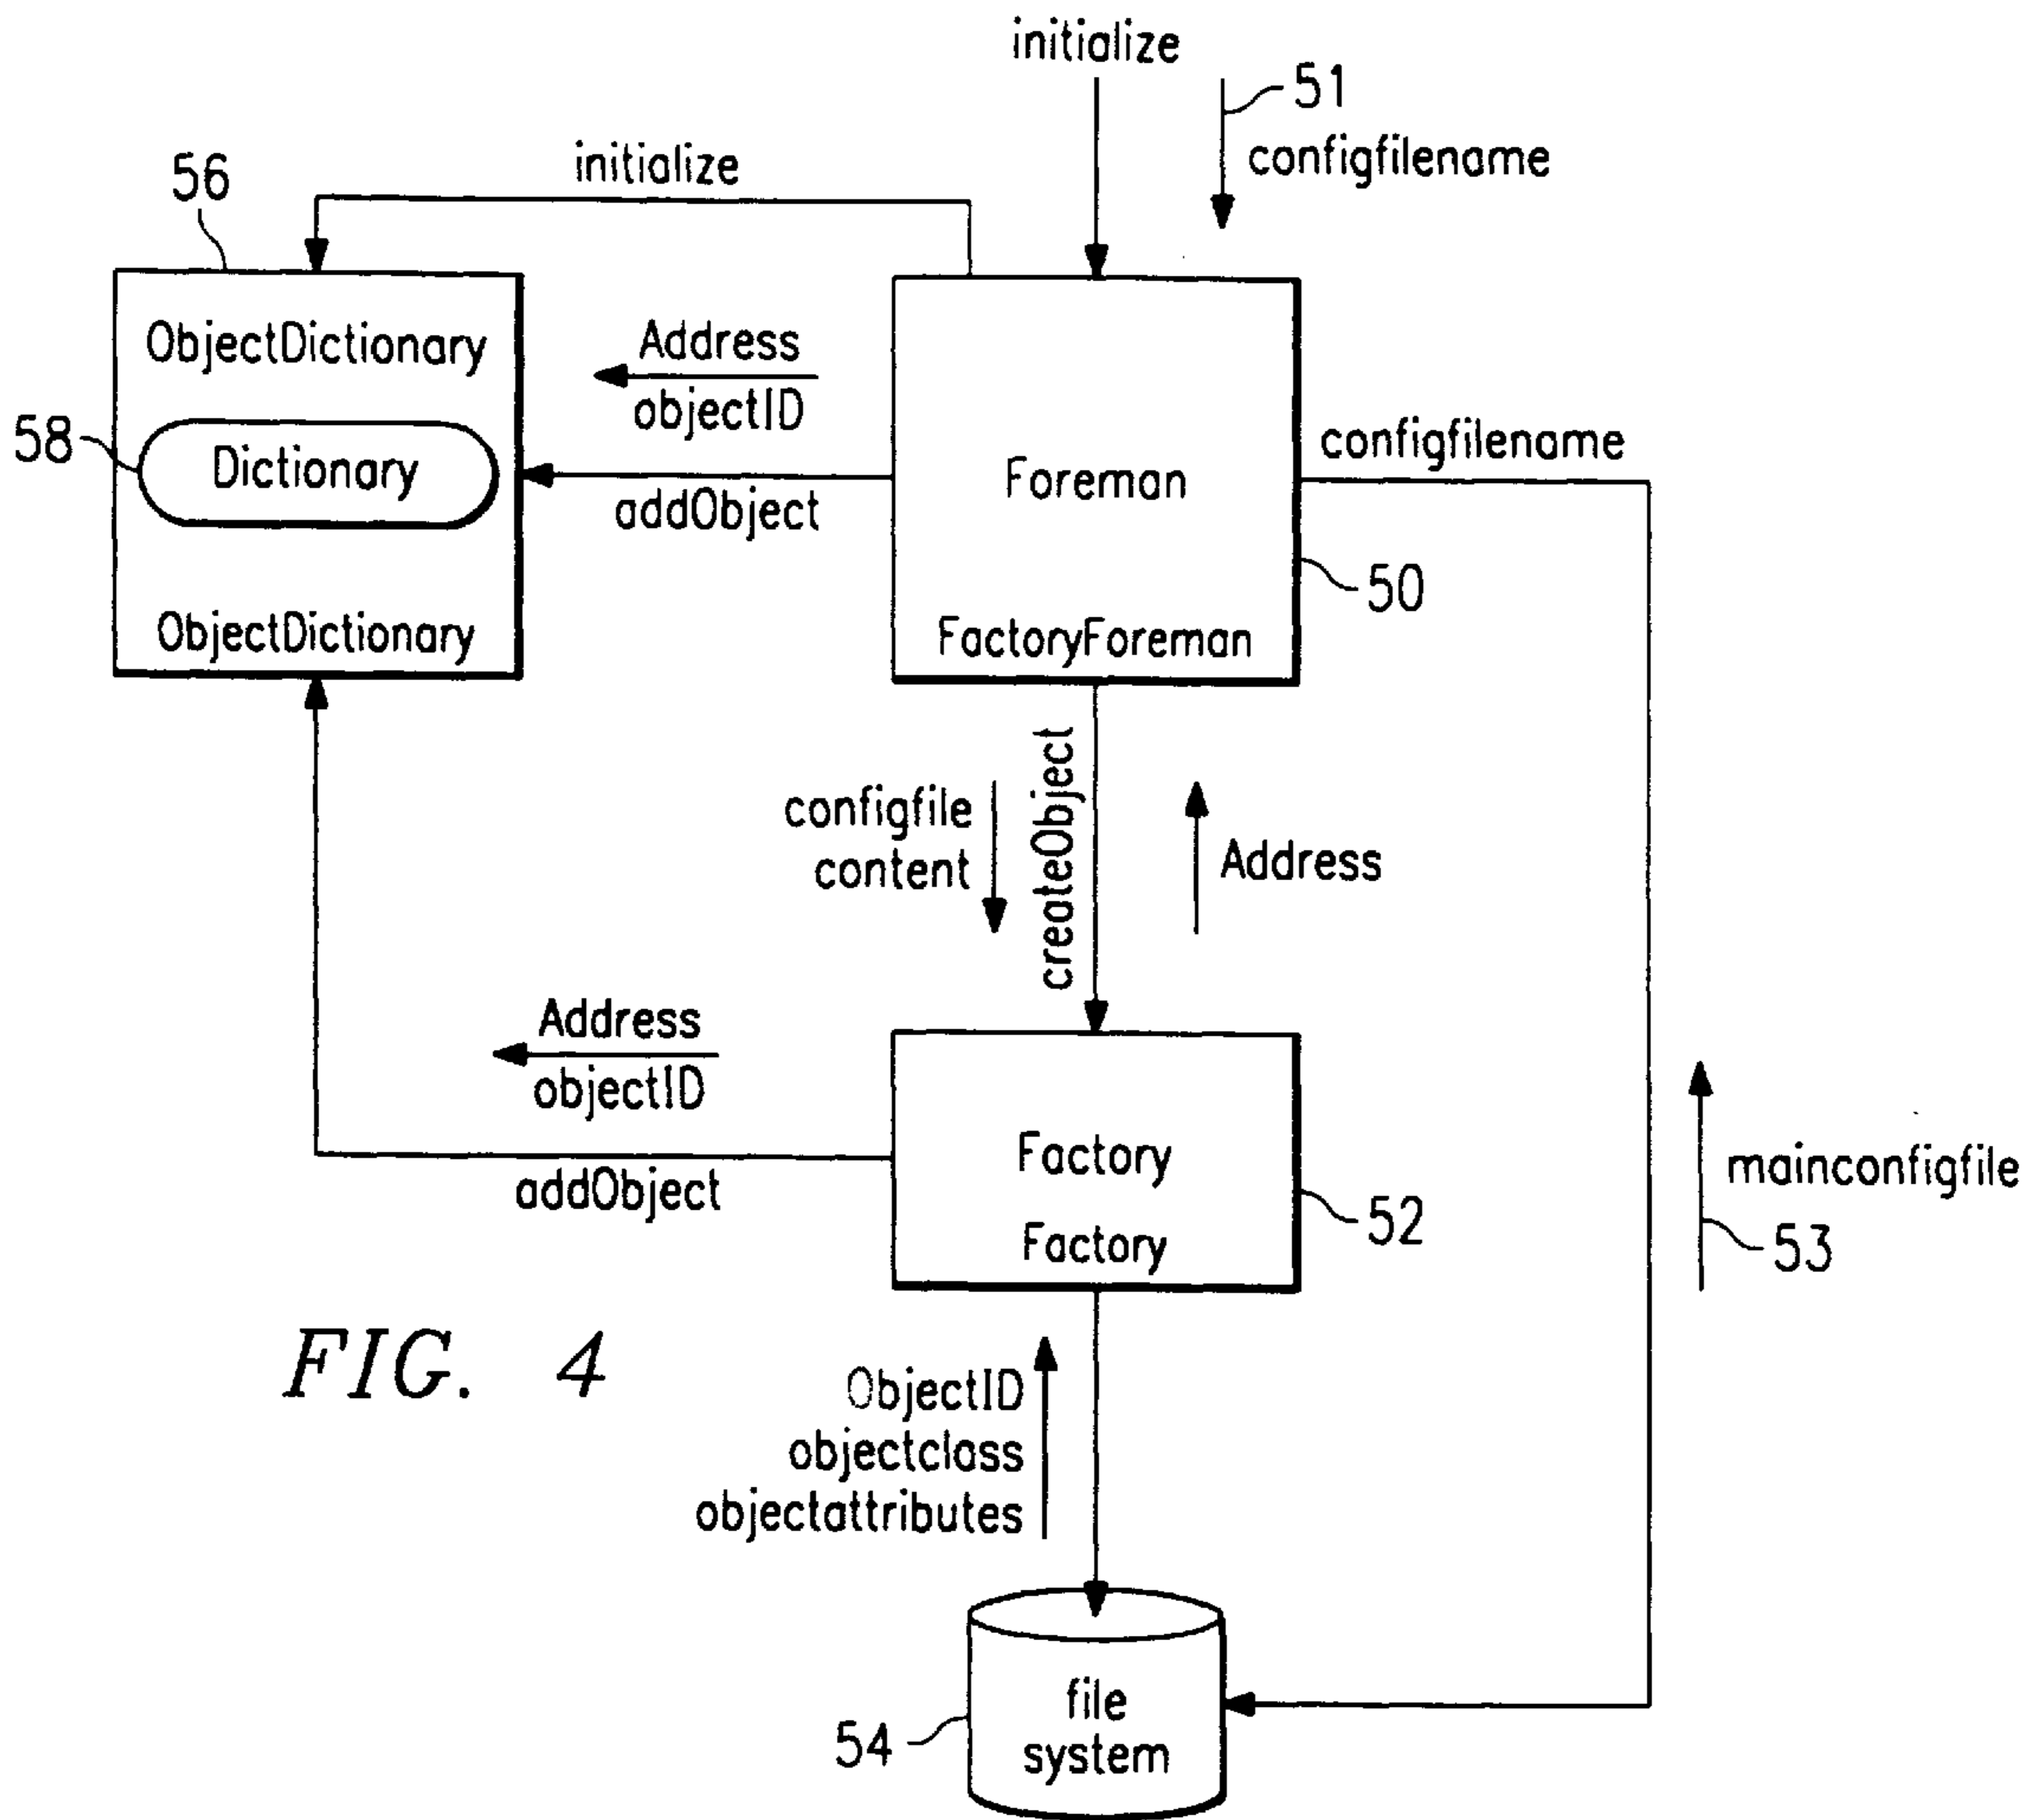 initialize
51
configfilename
initialize
56
ObjectDictionary
58
Dictionary
ObjectDictionary
Address
objectID
addObject
Foreman
FactoryForeman
configfilename
50
configfile
content
createObject
Address
Address
objectID
addObject
Factory
Factory
52
mainconfigfile
53
FIG. 4
ObjectID
objectclass
objectattributes
file
system
54